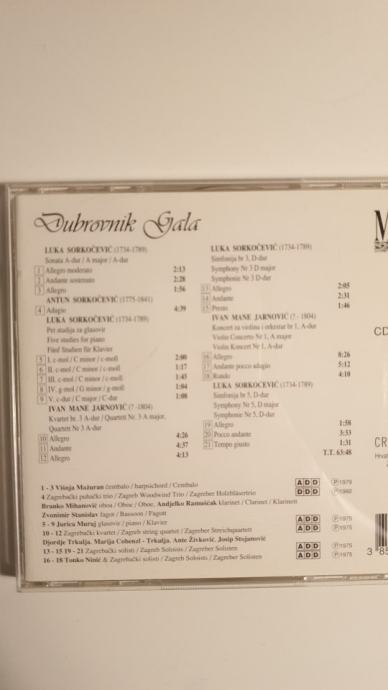 Dubrovnik Gala
LUKA SORKOČEVIĆ (1734-1789)
Sonata A-dur / A major / A-dur
1 Allegro moderato 2:13
2 Andante sostenuto 2:28
3 Allegro 1:56
ANTUN SORKOČEVIĆ (1775-1841)
4 Adagio 4:39
LUKA SORKOČEVIĆ (1734-1789)
Pet studija za glasovir
Five studies for piano
Fünf Studien für Klavier
5 I. c-mol / C minor / c-moll 2:00
6 II. c-mol / C minor / c-moll 1:17
7 III. c-mol / C minor / c-moll 1:45
8 IV. g-mol / G minor / g-moll 1:04
9 V. c-dur / C major / C-dur 1:08
IVAN MANE JARNOVIĆ (? -1804)
Kvartet br. 3 A-dur / Quartet Nr. 3 A major,
Quartett Nr 3 A-dur
10 Allegro 4:26
11 Andante 4:37
12 Allegro 4:13
LUKA SORKOČEVIĆ (1734-1789)
Simfonija br 3, D-dur
Symphony Nr 3 D major
Symphonie Nr 3 D-dur
13 Allegro 2:05
14 Andante 2:31
15 Presto 1:46
IVAN MANE JARNOVIĆ (? - 1804)
Koncert za violinu i orkestar br 1, A-dur
Violin Concerto Nr 1, A major
Violin Konzert Nr 1, A-dur
16 Allegro 8:26
17 Andante poco adagio 5:12
18 Rondo 4:10
LUKA SORKOČEVIĆ (1734-1789)
Simfonija br 5, D-dur
Symphony Nr 5, D major
Symphonie Nr 5, D-dur
19 Allegro 1:58
20 Pocco andante 3:33
21 Tempo giusto 1:31
T.T. 63:48
1 - 3 Višnja Mažuran čembalo / harpsichord / Cembalo ADD ℗1979
4 Zagrebački puhački trio / Zagreb Woodwind Trio / Zagreber Holzbläsertrio DDD ℗1992
Branko Mihanović oboa / Oboe / Oboe, Andjelko Ramuščak klarinet / Clarinet / Klarinett
Zvonimir Stanislav fagot / Bassoon / Fagott
5 - 9 Jurica Muraj glasovir / piano / Klavier ADD ℗1975
10 - 12 Zagrebački kvartet / Zagreb string quartet / Zagreber Streichquartett ADD ℗1975
Djordje Trkulja, Marija Cobenzl - Trkulja, Ante Živković, Josip Stojanović
13 - 15 19 - 21 Zagrebački solisti / Zagreb Soloists / Zagreber Solisten ADD ℗1975
16 - 18 Tonko Ninić & Zagrebački solisti / Zagreb Soloists / Zagreber Solisten ADD ℗1975
CD
CR
3 85